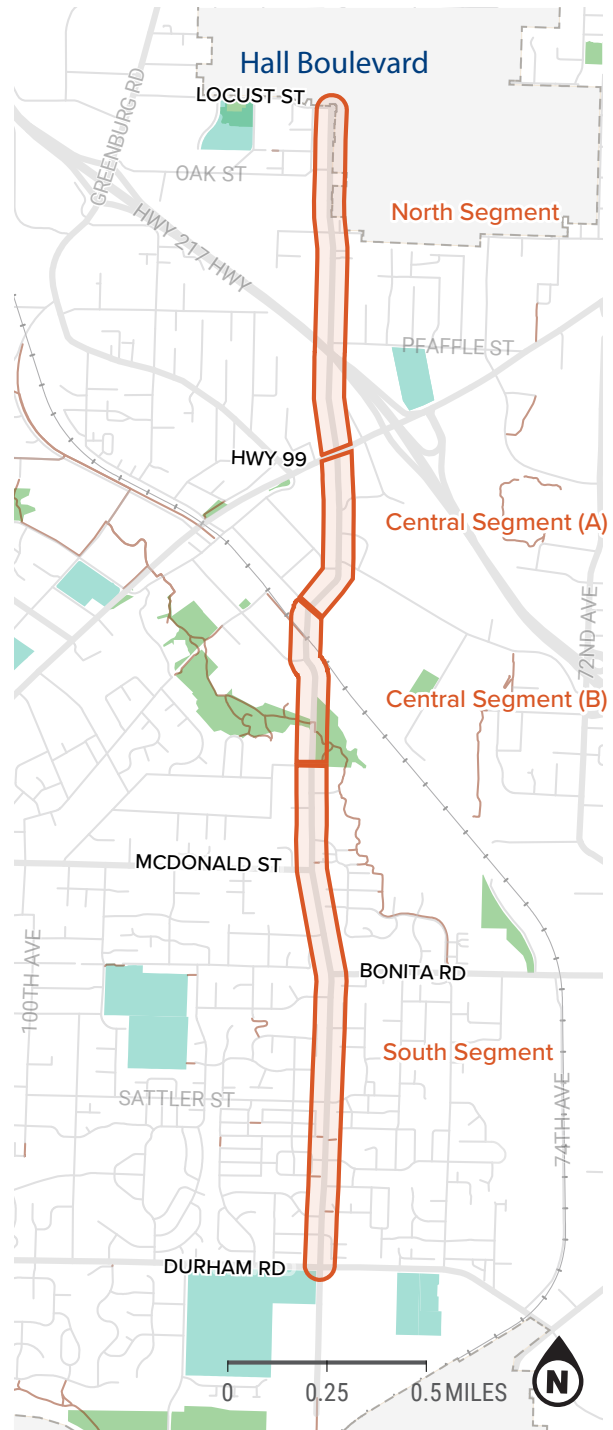 Hall Boulevard
LOCUST ST
GREENBURG RD
OAK ST
North Segment
HWY 217 HWY
PFAFFLE ST
HWY 99
Central Segment (A)
72ND AVE
Central Segment (B)
MCDONALD ST
100TH AVE
BONITA RD
South Segment
SATTLER ST
74TH AVE
DURHAM RD
0 0.25 0.5 MILES
N